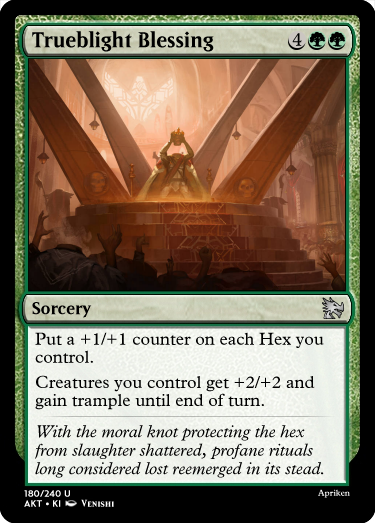 Trueblight Blessing 4
Sorcery
Put a +1/+1 counter on each Hex you
control.
Creatures you control get +2/+2 and
gain trample until end of turn.
With the moral knot protecting the hex
from slaughter shattered, profane rituals
long considered lost reemerged in its stead.
180/240 U
Apriken
AKT • KI VENISHI